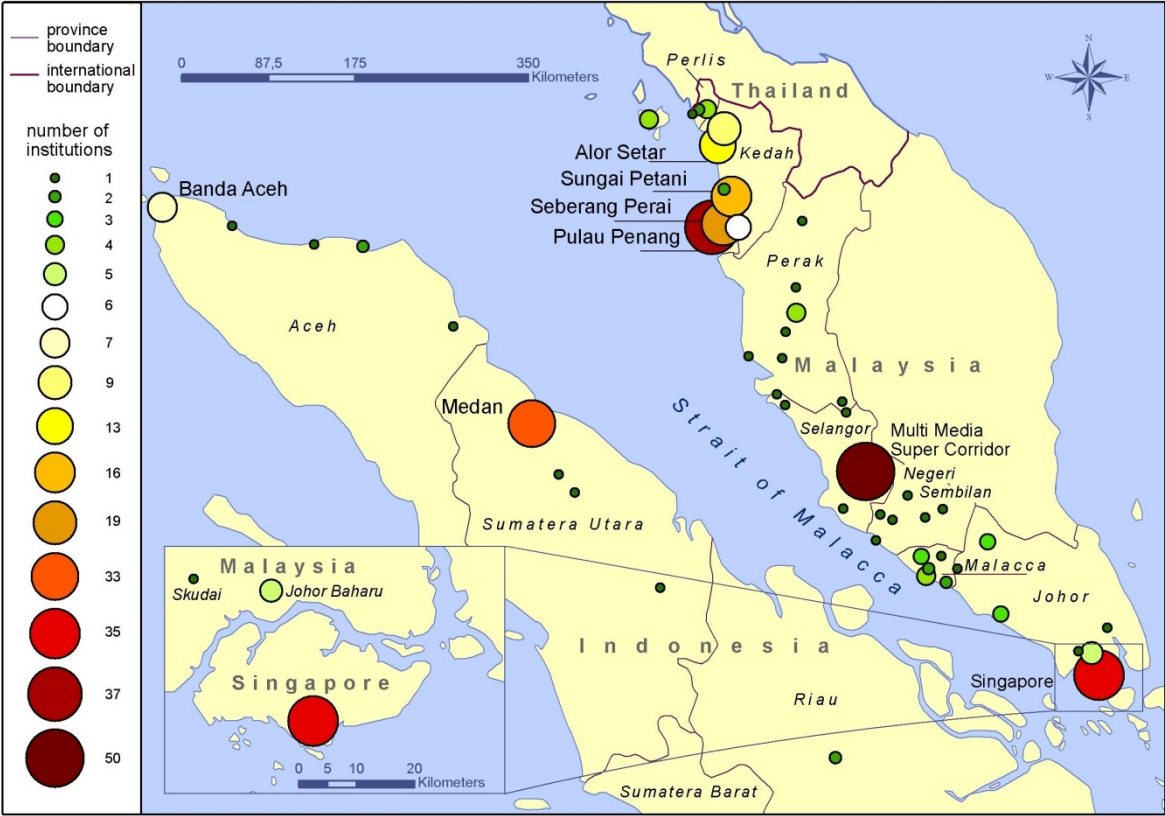 province
boundary
international
boundary
number of
institutions
1
2
3
4
5
6
7
9
13
16
19
33
35
37
50
0 87,5 175 350
Kilometers
N
W E
S
Perlis
Thailand
Alor Setar
Kedah
Sungai Petani
Banda Aceh
Seberang Perai
Pulau Penang
Perak
Aceh
Malaysia
Medan
Strait of Malacca
Selangor
Multi Media
Super Corridor
Negeri
Sembilan
Sumatera Utara
Malacca
Johor
Indonesia
Singapore
Riau
Sumatera Barat
Malaysia
Skudai
Johor Baharu
Singapore
0 10 20
Kilometers